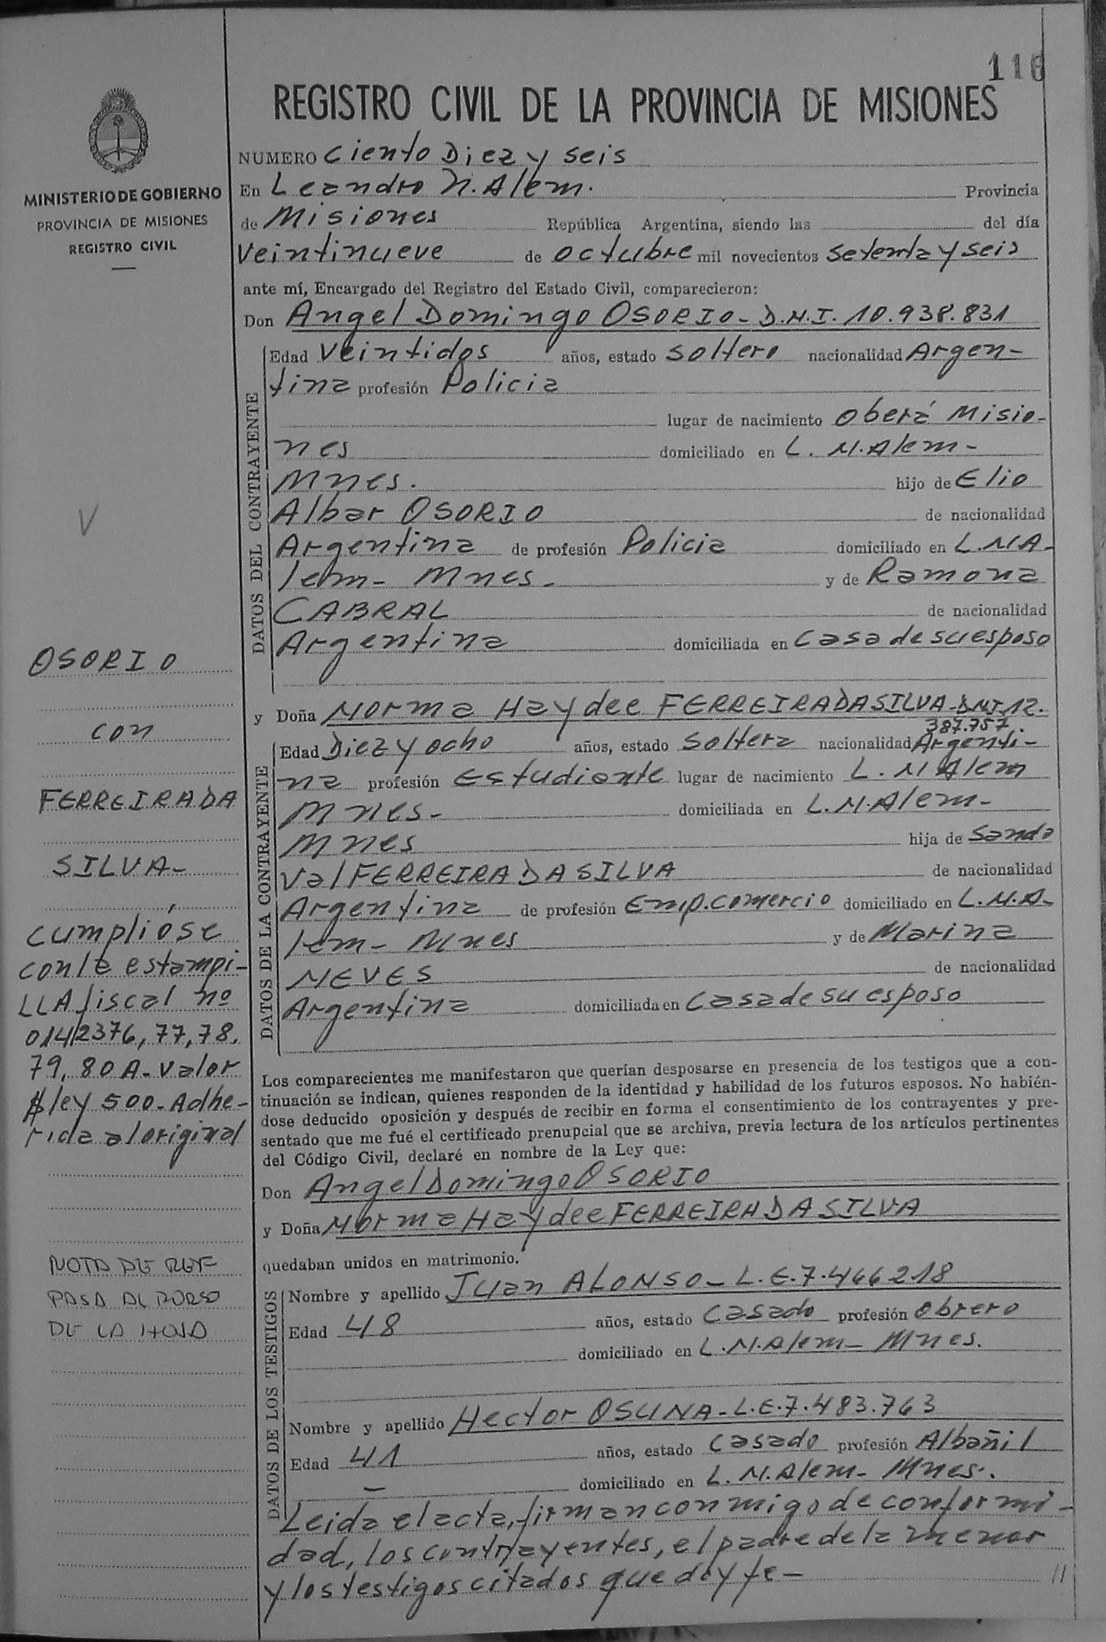 116
REGISTRO CIVIL DE LA PROVINCIA DE MISIONES
MINISTERIO DE GOBIERNO
PROVINCIA DE MISIONES
REGISTRO CIVIL
NUMERO Ciento Diez y seis
En Leandro N. Alem. Provincia
de Misiones República Argentina, siendo las del día
Veintinueve de octubre mil novecientos setenta y seis
ante mí, Encargado del Registro del Estado Civil, comparecieron:
Don Angel Domingo OSORIO - D.N.I. 10.938.831
DATOS DEL CONTRAYENTE
Edad Veintidos años, estado soltero nacionalidad Argen-
tina profesión Policia
lugar de nacimiento Oberá Misio-
nes domiciliado en L. N. Alem -
Mnes. hijo de Elio
Albar OSORIO de nacionalidad
Argentina de profesión Policia domiciliado en L.N.A-
lem - Mnes - y de Ramona
CABRAL de nacionalidad
Argentina domiciliada en Casa de su esposo
y Doña Norma Haydee FERREIRA DA SILVA - D.N.I. 12.
387.757.
DATOS DE LA CONTRAYENTE
Edad Diez y ocho años, estado Soltera nacionalidad Argenti-
na profesión Estudiante lugar de nacimiento L. N Alem
Mnes - domiciliada en L.N.Alem -
Mnes hija de Sando
val FERREIRA DA SILVA de nacionalidad
Argentina de profesión Emp.comercio domiciliado en L.N.A-
lem - Mnes y de Marina
NEVES de nacionalidad
Argentina domiciliada en Casa de su esposo
Los comparecientes me manifestaron que querían desposarse en presencia de los testigos que a con-
tinuación se indican, quienes responden de la identidad y habilidad de los futuros esposos. No habién-
dose deducido oposición y después de recibir en forma el consentimiento de los contrayentes y pre-
sentado que me fué el certificado prenupcial que se archiva, previa lectura de los artículos pertinentes
del Código Civil, declaré en nombre de la Ley que:
Don Angel Domingo OSORIO
y Doña Norma Haydee FERREIRA DA SILVA
quedaban unidos en matrimonio.
DATOS DE LOS TESTIGOS
Nombre y apellido Juan ALONSO - L.E.7.466218
Edad 48 años, estado Casado profesión obrero
domiciliado en L.N.Alem - Mnes.
Nombre y apellido Hector OSUNA - L.E.7.483.763
Edad 41 años, estado Casado profesión Albañil
domiciliado en L. N.Alem - Mnes.
Leida el acta, firman conmigo de conformi-
dad, los contrayentes, el padre de la menor
y los testigos citados que doy fe -
V
OSORIO
con
FERREIRA DA
SILVA -
cumplióse
con la estampi-
LLA fiscal nº
0142376, 77, 78,
79, 80 A - valor
$ ley 500 - Adhe-
rida al original
NOTA DE REF
PASA AL DORSO
DE LA HOJA